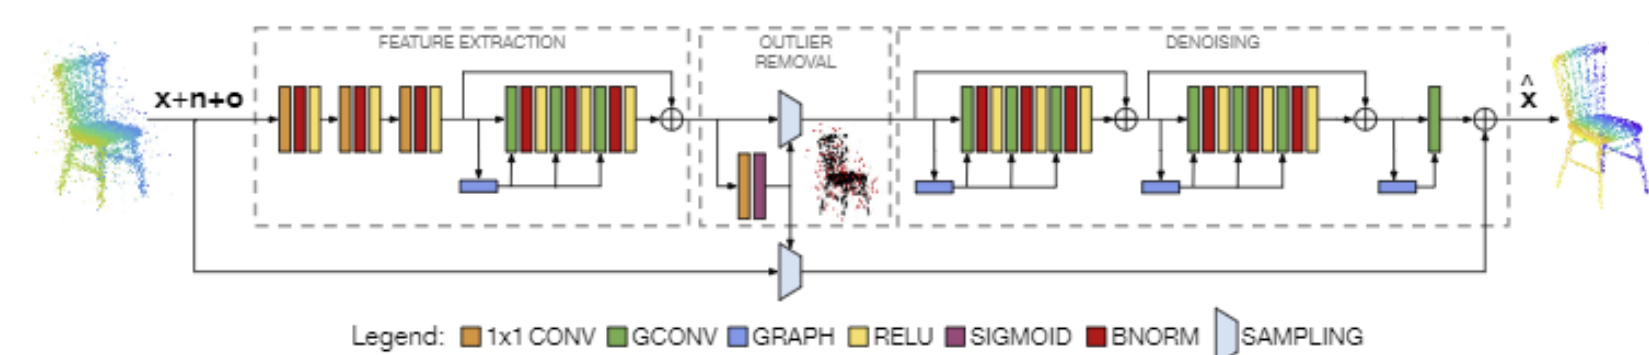 FEATURE EXTRACTION
OUTLIER
REMOVAL
DENOISING
x+n+o
x̂
Legend: 1x1 CONV GCONV GRAPH RELU SIGMOID BNORM SAMPLING